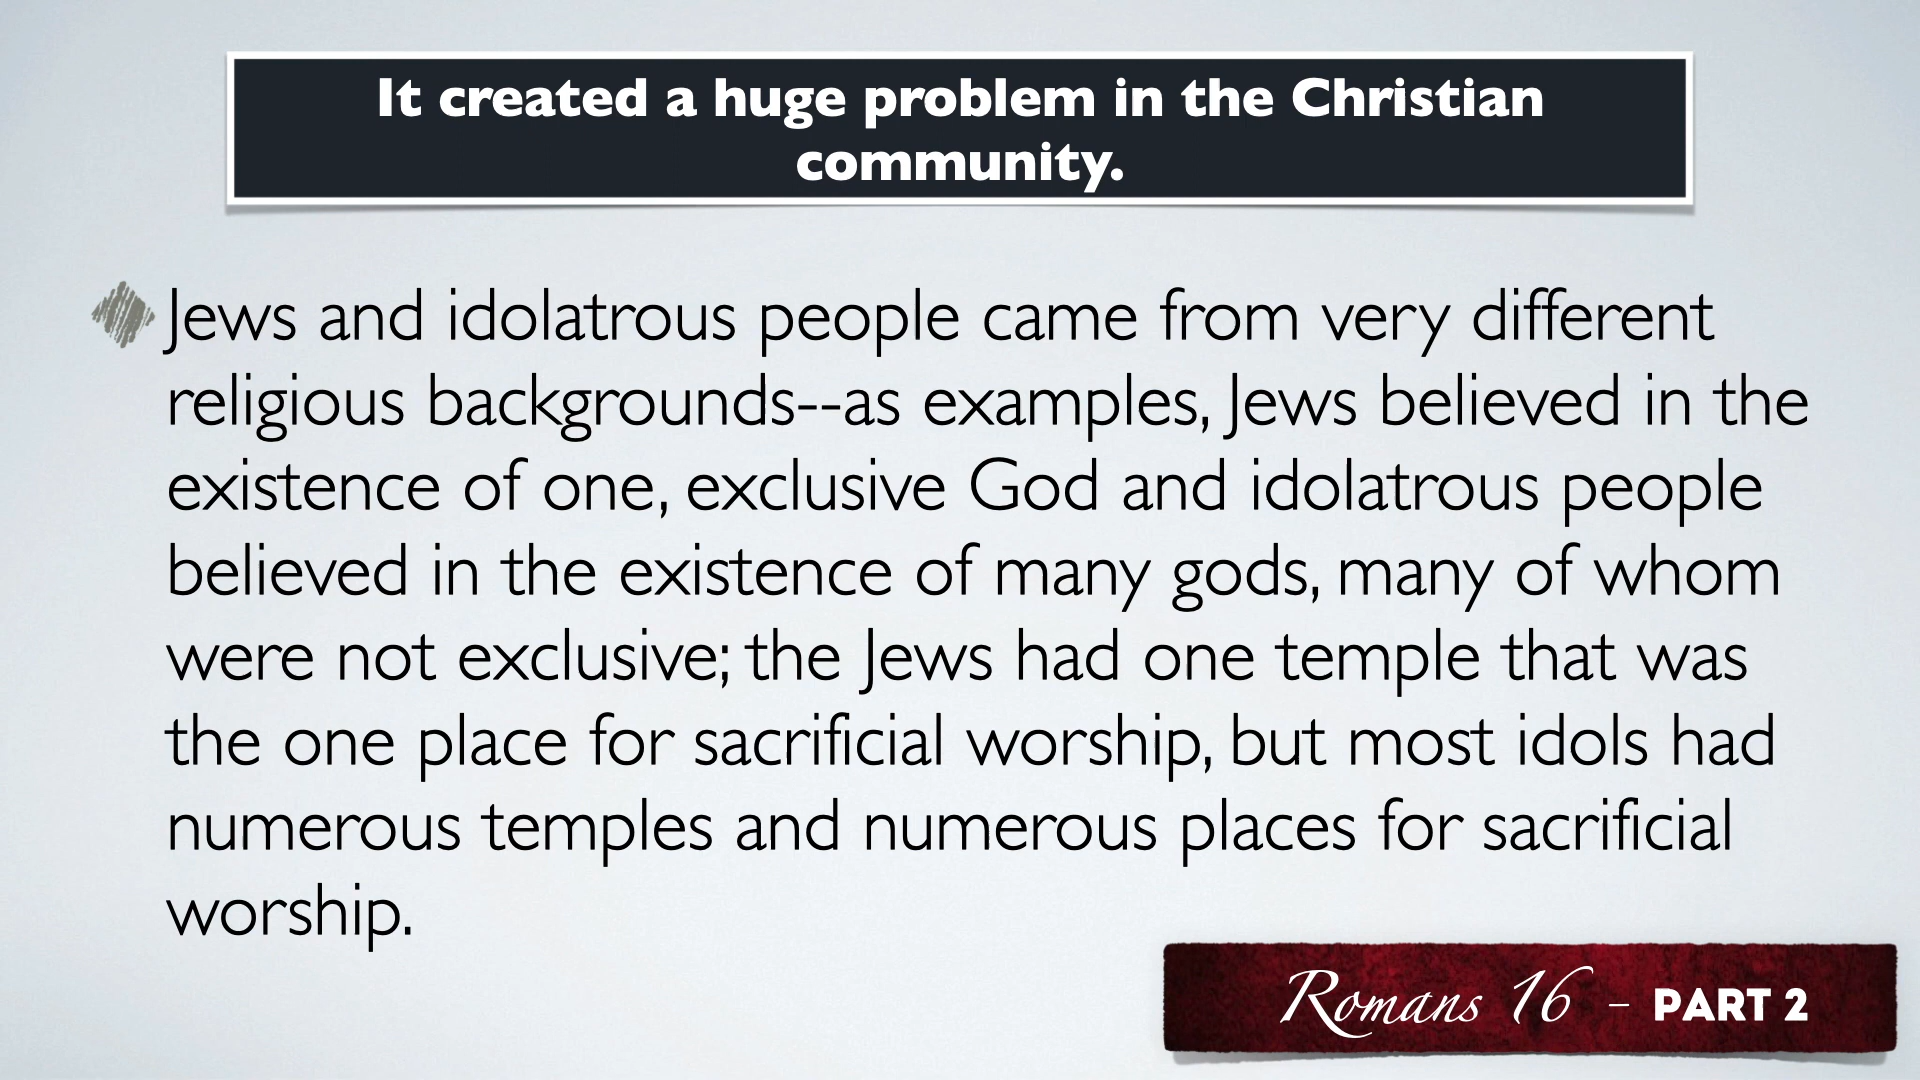 It created a huge problem in the Christian
community.
Jews and idolatrous people came from very different
religious backgrounds--as examples, Jews believed in the
existence of one, exclusive God and idolatrous people
believed in the existence of many gods, many of whom
were not exclusive; the Jews had one temple that was
the one place for sacrificial worship, but most idols had
numerous temples and numerous places for sacrificial
worship.
Romans 16 – PART 2